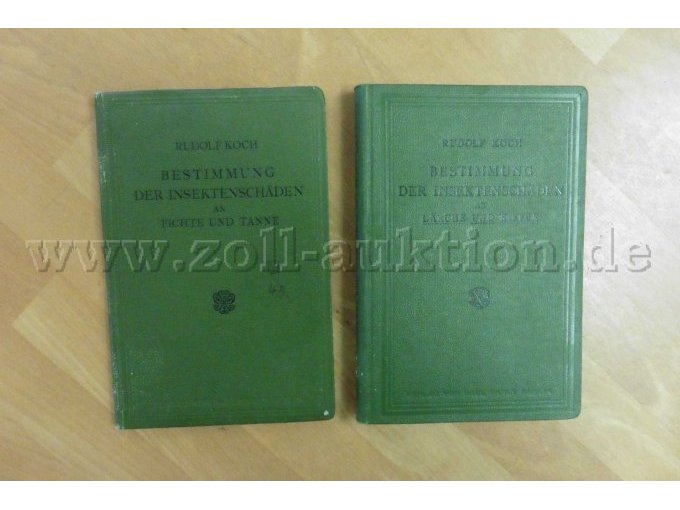 RUDOLF KOCH
BESTIMMUNG
DER INSEKTENSCHÄDEN
AN
FICHTE UND TANNE
RUDOLF KOCH
BESTIMMUNG
DER INSEKTENSCHÄDEN
AN
UND
www.zoll-auktion.de